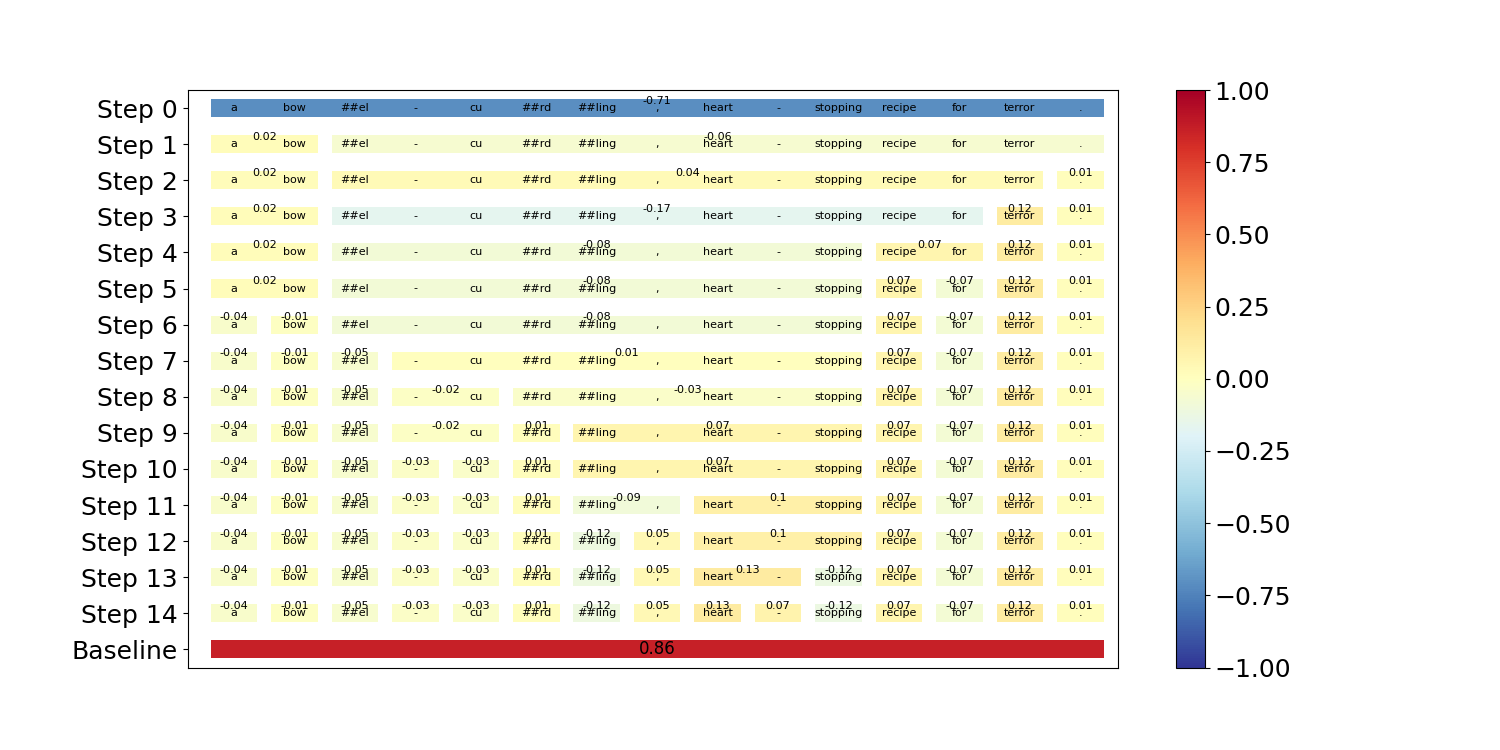 Step 0 a bow ##el - cu ##rd ##ling , heart - stopping recipe for terror .
-0.71
Step 1 a bow ##el - cu ##rd ##ling , heart - stopping recipe for terror .
0.02 -0.06
Step 2 a bow ##el - cu ##rd ##ling , heart - stopping recipe for terror .
0.02 0.04 0.01
Step 3 a bow ##el - cu ##rd ##ling , heart - stopping recipe for terror .
0.02 -0.17 0.12 0.01
Step 4 a bow ##el - cu ##rd ##ling , heart - stopping recipe for terror .
0.02 -0.08 0.07 0.12 0.01
Step 5 a bow ##el - cu ##rd ##ling , heart - stopping recipe for terror .
0.02 -0.08 0.07 -0.07 0.12 0.01
Step 6 a bow ##el - cu ##rd ##ling , heart - stopping recipe for terror .
-0.04 -0.01 -0.08 0.07 -0.07 0.12 0.01
Step 7 a bow ##el - cu ##rd ##ling , heart - stopping recipe for terror .
-0.04 -0.01 -0.05 0.01 0.07 -0.07 0.12 0.01
Step 8 a bow ##el - cu ##rd ##ling , heart - stopping recipe for terror .
-0.04 -0.01 -0.05 -0.02 -0.03 0.07 -0.07 0.12 0.01
Step 9 a bow ##el - cu ##rd ##ling , heart - stopping recipe for terror .
-0.04 -0.01 -0.05 -0.02 0.01 0.07 0.07 -0.07 0.12 0.01
Step 10 a bow ##el - cu ##rd ##ling , heart - stopping recipe for terror .
-0.04 -0.01 -0.05 -0.03 -0.03 0.01 0.07 0.07 -0.07 0.12 0.01
Step 11 a bow ##el - cu ##rd ##ling , heart - stopping recipe for terror .
-0.04 -0.01 -0.05 -0.03 -0.03 0.01 -0.09 0.1 0.07 -0.07 0.12 0.01
Step 12 a bow ##el - cu ##rd ##ling , heart - stopping recipe for terror .
-0.04 -0.01 -0.05 -0.03 -0.03 0.01 -0.12 0.05 0.1 0.07 -0.07 0.12 0.01
Step 13 a bow ##el - cu ##rd ##ling , heart - stopping recipe for terror .
-0.04 -0.01 -0.05 -0.03 -0.03 0.01 -0.12 0.05 0.13 -0.12 0.07 -0.07 0.12 0.01
Step 14 a bow ##el - cu ##rd ##ling , heart - stopping recipe for terror .
-0.04 -0.01 -0.05 -0.03 -0.03 0.01 -0.12 0.05 0.13 0.07 -0.12 0.07 -0.07 0.12 0.01
Baseline 0.86
1.00
0.75
0.50
0.25
0.00
−0.25
−0.50
−0.75
−1.00